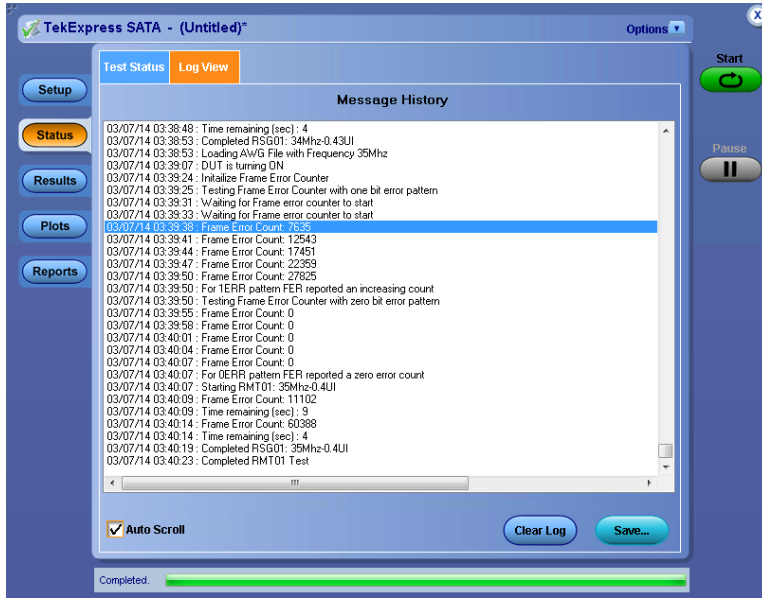 TekExpress SATA - (Untitled)*
Options
X
Start
Pause
Setup
Status
Results
Plots
Reports
Test Status
Log View
Message History
03/07/14 03:38:48 : Time remaining (sec) : 4
03/07/14 03:38:53 : Completed RSG01: 34Mhz-0.43UI
03/07/14 03:38:53 : Loading AWG File with Frequency 35Mhz
03/07/14 03:39:07 : DUT is turning ON
03/07/14 03:39:24 : Initailize Frame Error Counter
03/07/14 03:39:25 : Testing Frame Error Counter with one bit error pattern
03/07/14 03:39:31 : Waiting for Frame error counter to start
03/07/14 03:39:33 : Waiting for Frame error counter to start
03/07/14 03:39:38 : Frame Error Count: 7635
03/07/14 03:39:41 : Frame Error Count: 12543
03/07/14 03:39:44 : Frame Error Count: 17451
03/07/14 03:39:47 : Frame Error Count: 22359
03/07/14 03:39:50 : Frame Error Count: 27825
03/07/14 03:39:50 : For 1ERR pattern FER reported an increasing count
03/07/14 03:39:50 : Testing Frame Error Counter with zero bit error pattern
03/07/14 03:39:55 : Frame Error Count: 0
03/07/14 03:39:58 : Frame Error Count: 0
03/07/14 03:40:01 : Frame Error Count: 0
03/07/14 03:40:04 : Frame Error Count: 0
03/07/14 03:40:07 : Frame Error Count: 0
03/07/14 03:40:07 : For 0ERR pattern FER reported a zero error count
03/07/14 03:40:07 : Starting RMT01: 35Mhz-0.4UI
03/07/14 03:40:09 : Frame Error Count: 11102
03/07/14 03:40:09 : Time remaining (sec) : 9
03/07/14 03:40:14 : Frame Error Count: 60388
03/07/14 03:40:14 : Time remaining (sec) : 4
03/07/14 03:40:19 : Completed RSG01: 35Mhz-0.4UI
03/07/14 03:40:23 : Completed RMT01 Test
Auto Scroll
Clear Log
Save...
Completed.